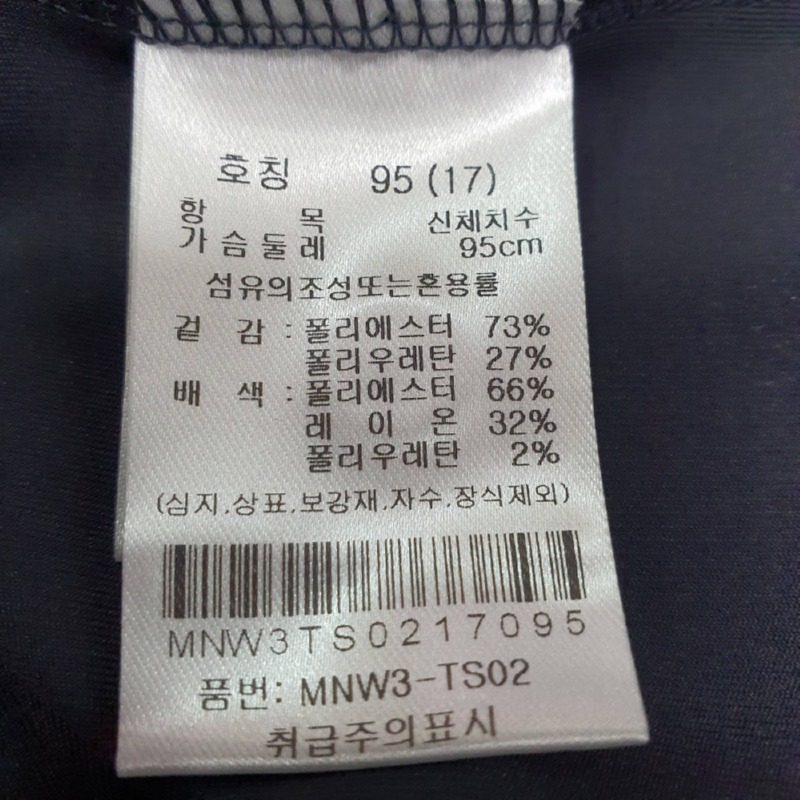 호칭 95 (17)
항 목 신체치수
가 슴 둘 레 95cm
섬유의조성또는혼용률
겉 감 : 폴리에스터 73%
폴리우레탄 27%
배 색 : 폴리에스터 66%
레 이 온 32%
폴리우레탄 2%
(심지,상표,보강재,자수,장식제외)
MNW3TS0217095
품번: MNW3-TS02
취급주의표시